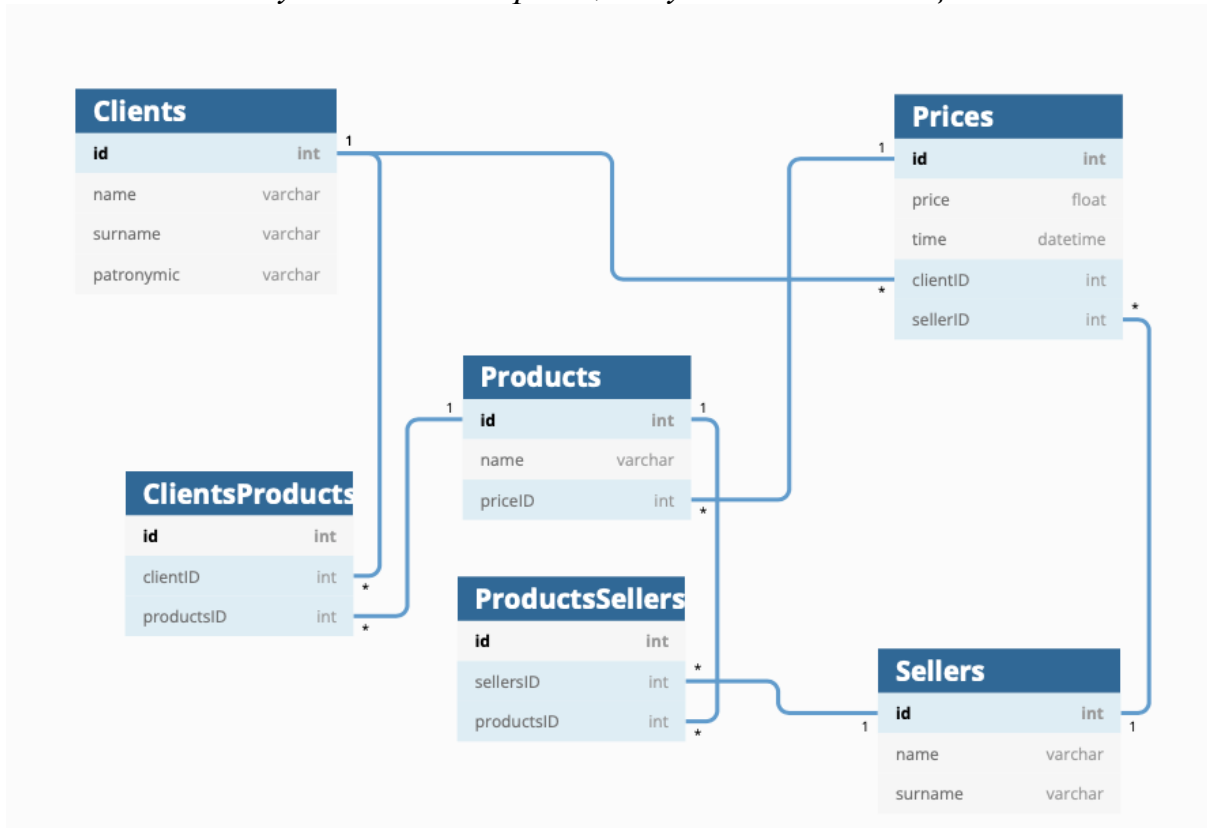 Clients
id int
name varchar
surname varchar
patronymic varchar
1
*
Prices
1
id int
price float
time datetime
clientID int
sellerID int
*
Products
1
1
id int
name varchar
priceID int
*
ClientsProducts
id int
clientID int
*
productsID int
*
ProductsSellers
id int
*
sellersID int
productsID int
*
Sellers
1
id int
1
name varchar
surname varchar